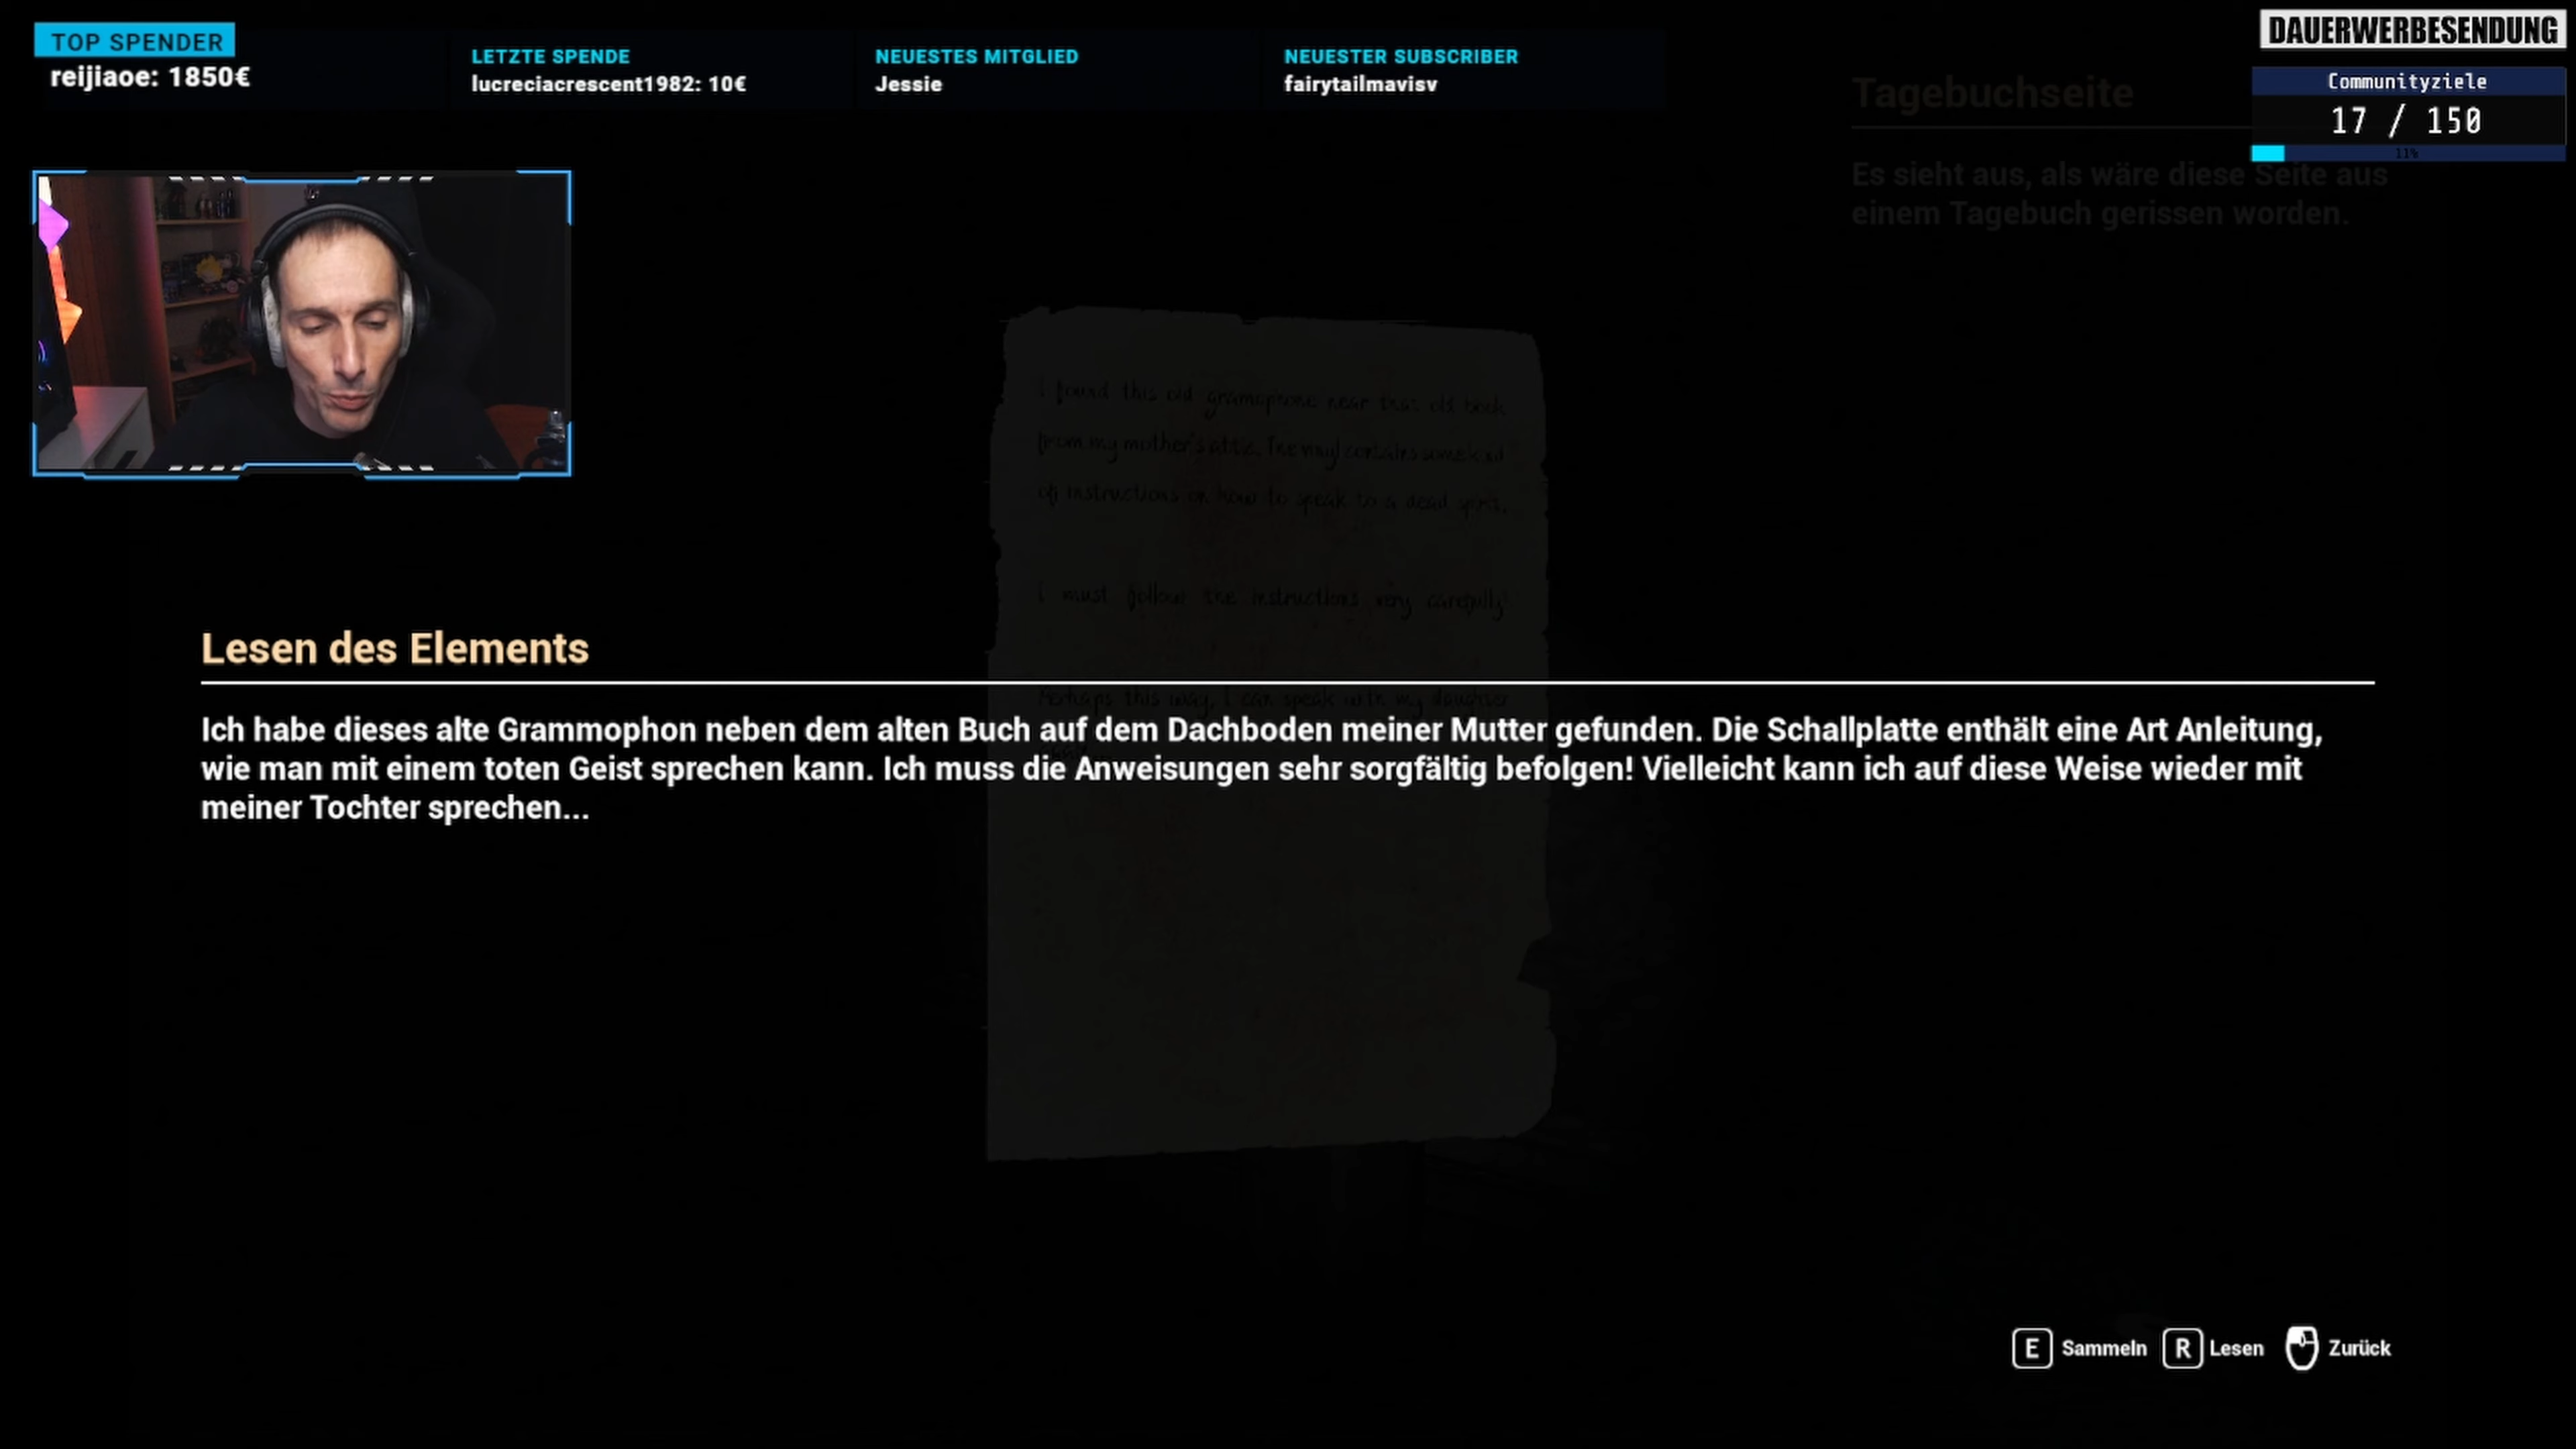 TOP SPENDER
reijiaoe: 1850€
LETZTE SPENDE
lucreciacrescent1982: 10€
NEUESTES MITGLIED
Jessie
NEUESTER SUBSCRIBER
fairytailmavisv
DAUERWERBESENDUNG
Communityziele
17 / 150
11%
Tagebuchseite
Es sieht aus, als wäre diese Seite aus
einem Tagebuch gerissen worden.
I found this old gramophone near that old book
from my mother's attic. The vinyl contains some kind
of instructions on how to speak to a dead
I must follow the instructions very carefully
Perhaps this way, I can speak with my daughter
Lesen des Elements
Ich habe dieses alte Grammophon neben dem alten Buch auf dem Dachboden meiner Mutter gefunden. Die Schallplatte enthält eine Art Anleitung,
wie man mit einem toten Geist sprechen kann. Ich muss die Anweisungen sehr sorgfältig befolgen! Vielleicht kann ich auf diese Weise wieder mit
meiner Tochter sprechen...
E Sammeln R Lesen Zurück